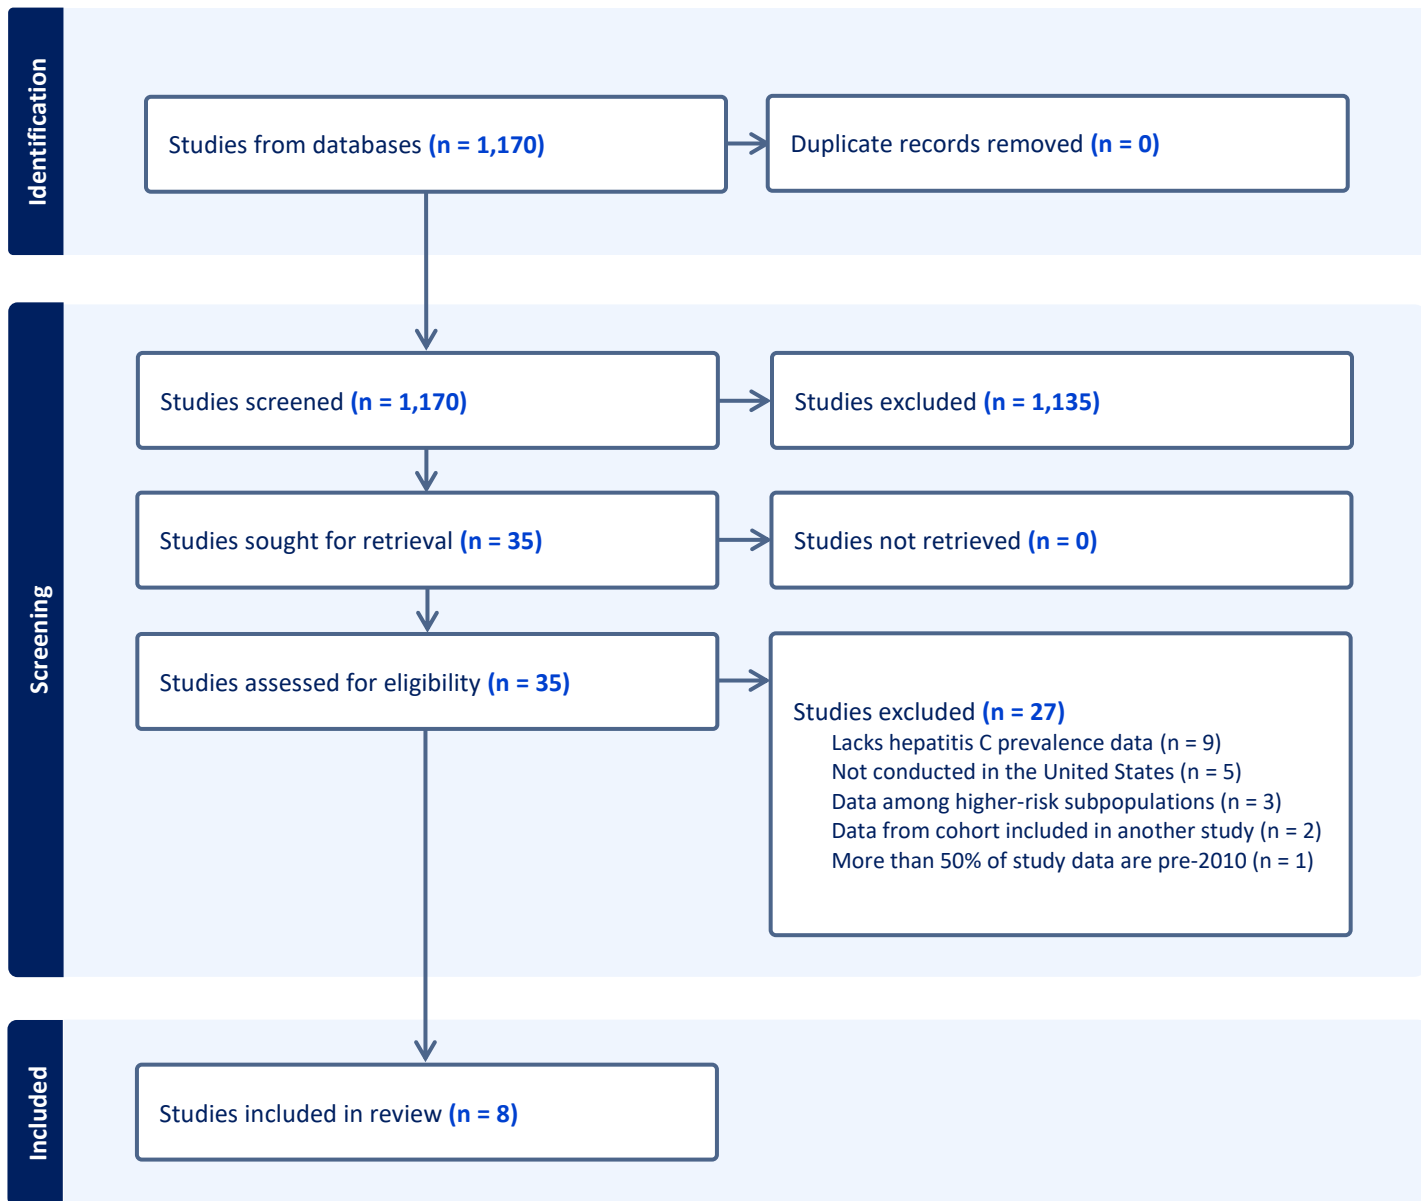 Identification
Studies from databases (n = 1,170)
Duplicate records removed (n = 0)
Screening
Studies screened (n = 1,170)
Studies excluded (n = 1,135)
Studies sought for retrieval (n = 35)
Studies not retrieved (n = 0)
Studies assessed for eligibility (n = 35)
Studies excluded (n = 27)
Lacks hepatitis C prevalence data (n = 9)
Not conducted in the United States (n = 5)
Data among higher-risk subpopulations (n = 3)
Data from cohort included in another study (n = 2)
More than 50% of study data are pre-2010 (n = 1)
Included
Studies included in review (n = 8)